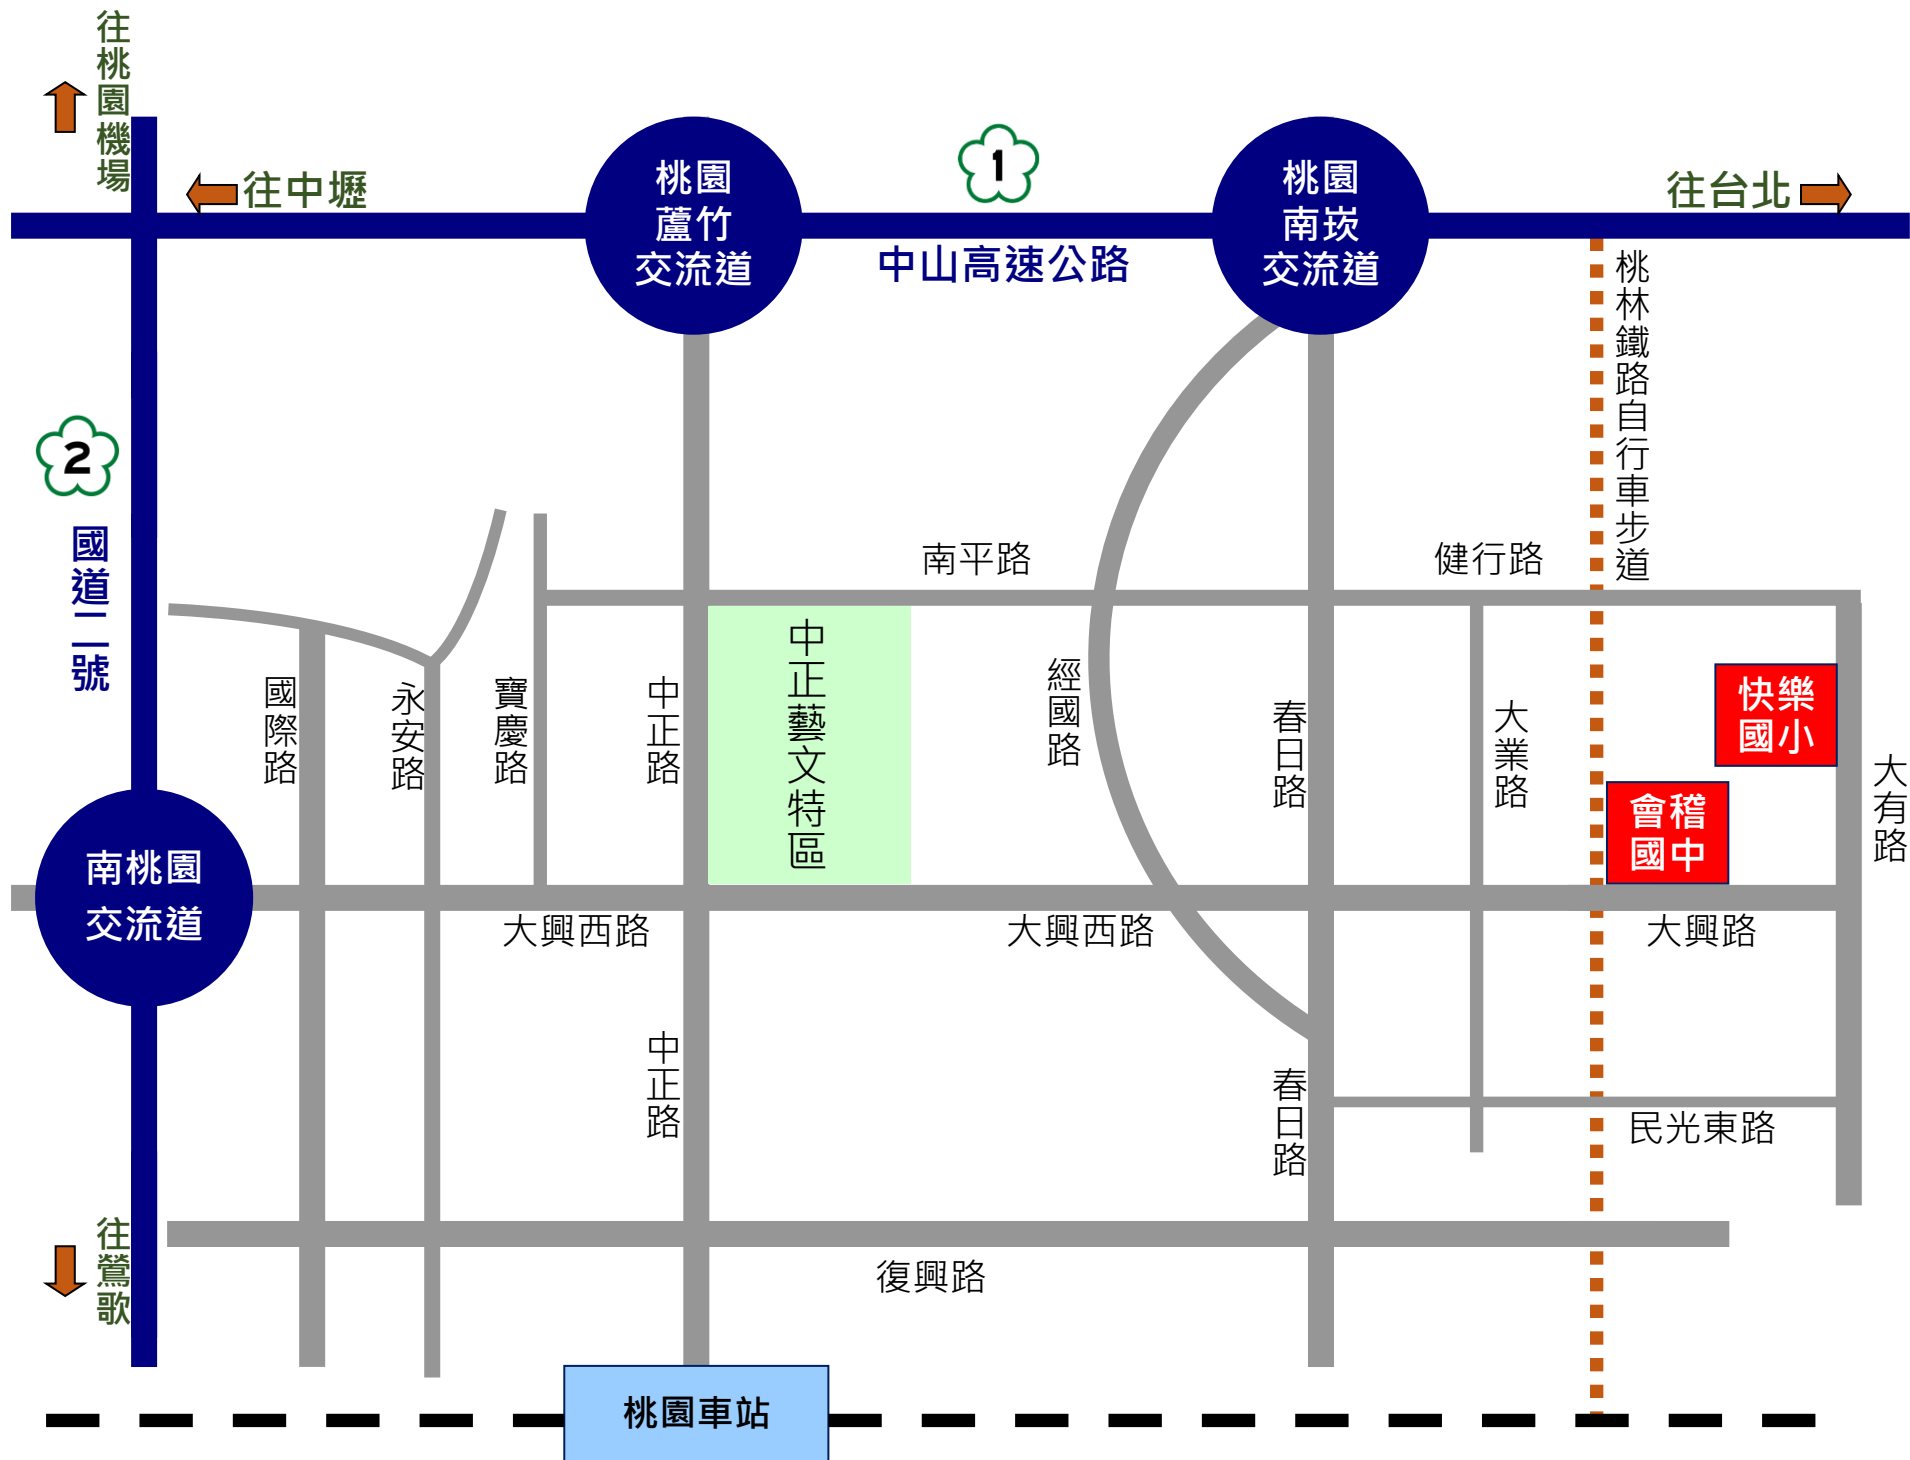 往桃園機場
往中壢
桃園
蘆竹
交流道
1
中山高速公路
桃園
南崁
交流道
往台北
桃林鐵路自行車步道
2
國道二號
南平路
健行路
國際路
永安路
寶慶路
中正路
中正藝文特區
經國路
春日路
大業路
快樂
國小
會稽
國中
大有路
南桃園
交流道
大興西路
大興西路
大興路
中正路
春日路
民光東路
往鶯歌
復興路
桃園車站